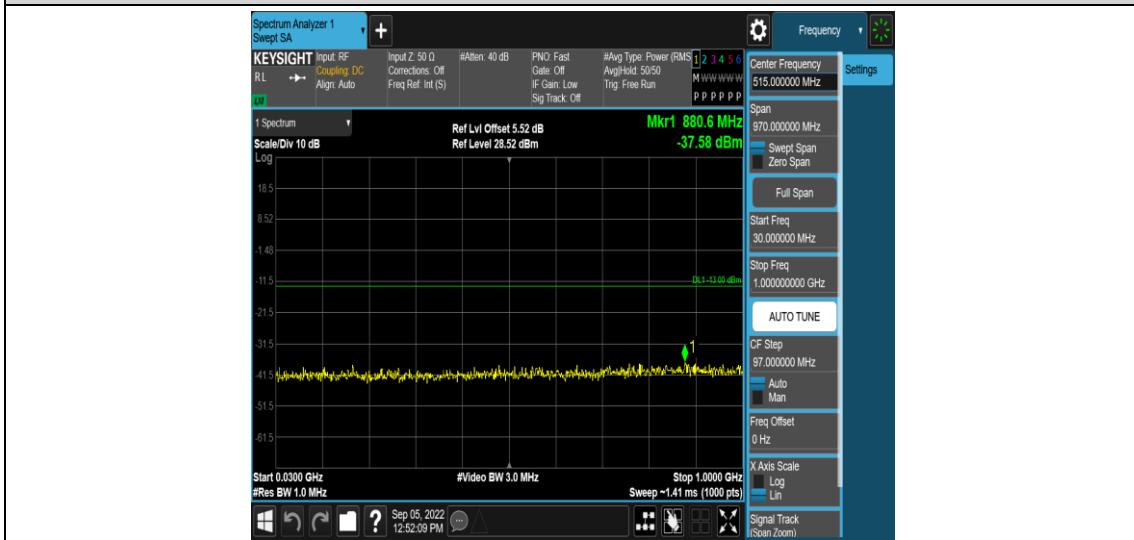 Spectrum Analyzer 1
Swept SA
+
Frequency
KEYSIGHT
RL
LXI
Input: RF
Coupling: DC
Align: Auto
Input Z: 50 Ω
Corrections: Off
Freq Ref: Int (S)
#Atten: 40 dB
PNO: Fast
Gate: Off
IF Gain: Low
Sig Track: Off
#Avg Type: Power (RMS
Avg|Hold: 50/50
Trig: Free Run
1 2 3 4 5 6
M W W W W W
P P P P P P
1 Spectrum
Scale/Div 10 dB
Ref Lvl Offset 5.52 dB
Ref Level 28.52 dBm
Mkr1 880.6 MHz
-37.58 dBm
Log
18.5
8.52
-1.48
-11.5
-21.5
-31.5
-41.5
-51.5
-61.5
DL1 -13.00 dBm
1
Start 0.0300 GHz
#Res BW 1.0 MHz
#Video BW 3.0 MHz
Stop 1.0000 GHz
Sweep ~1.41 ms (1000 pts)
?
Sep 05, 2022
12:52:09 PM
Center Frequency
515.000000 MHz
Settings
Span
970.000000 MHz
Swept Span
Zero Span
Full Span
Start Freq
30.000000 MHz
Stop Freq
1.000000000 GHz
AUTO TUNE
CF Step
97.000000 MHz
Auto
Man
Freq Offset
0 Hz
X Axis Scale
Log
Lin
Signal Track
(Span Zoom)